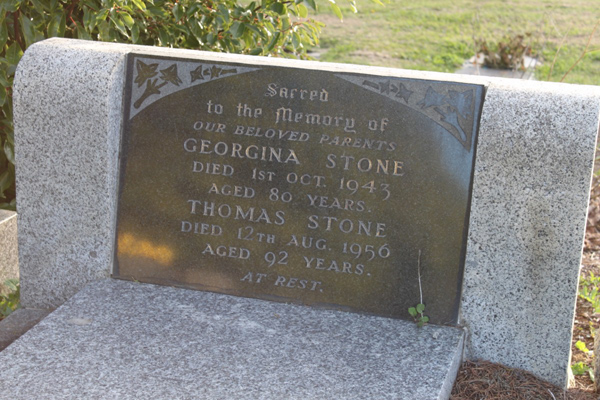 Sacred
to the Memory of
OUR BELOVED PARENTS
GEORGINA STONE
DIED 1ST OCT. 1943
AGED 80 YEARS.
THOMAS STONE
DIED 12TH AUG. 1956
AGED 92 YEARS.
AT REST.